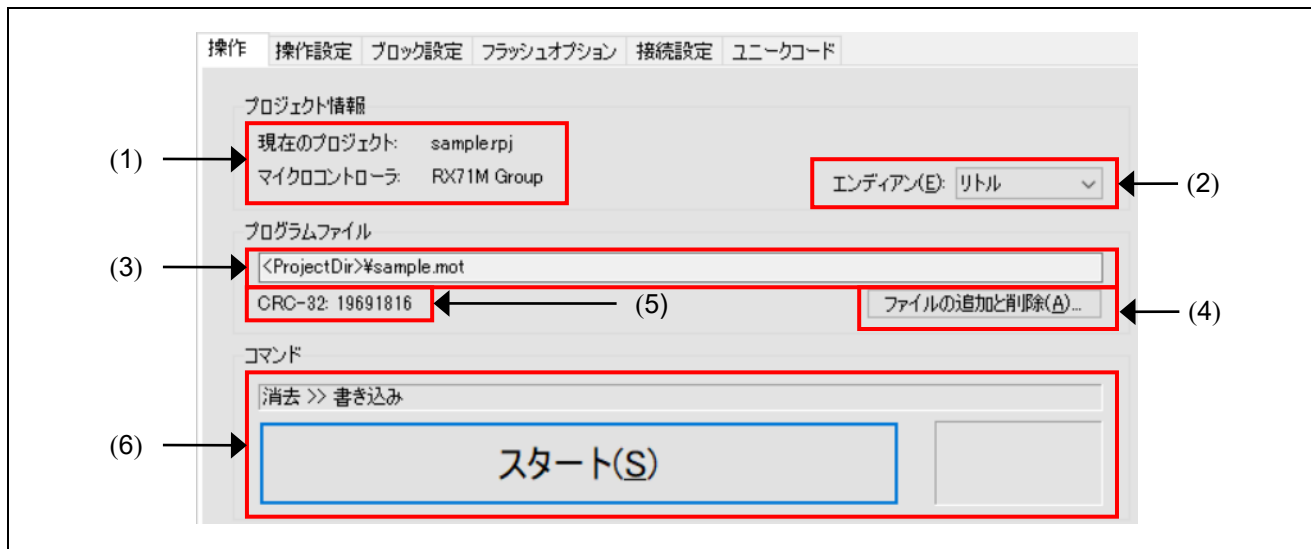 操作 操作設定 ブロック設定 フラッシュオプション 接続設定 ユニークコード
プロジェクト情報
(1)
現在のプロジェクト: sample.rpj
マイクロコントローラ: RX71M Group
エンディアン(E): リトル
(2)
プログラムファイル
(3)
<ProjectDir>¥sample.mot
CRC-32: 19691816
(5)
ファイルの追加と削除(A)...
(4)
コマンド
消去 >> 書き込み
(6)
スタート(S)